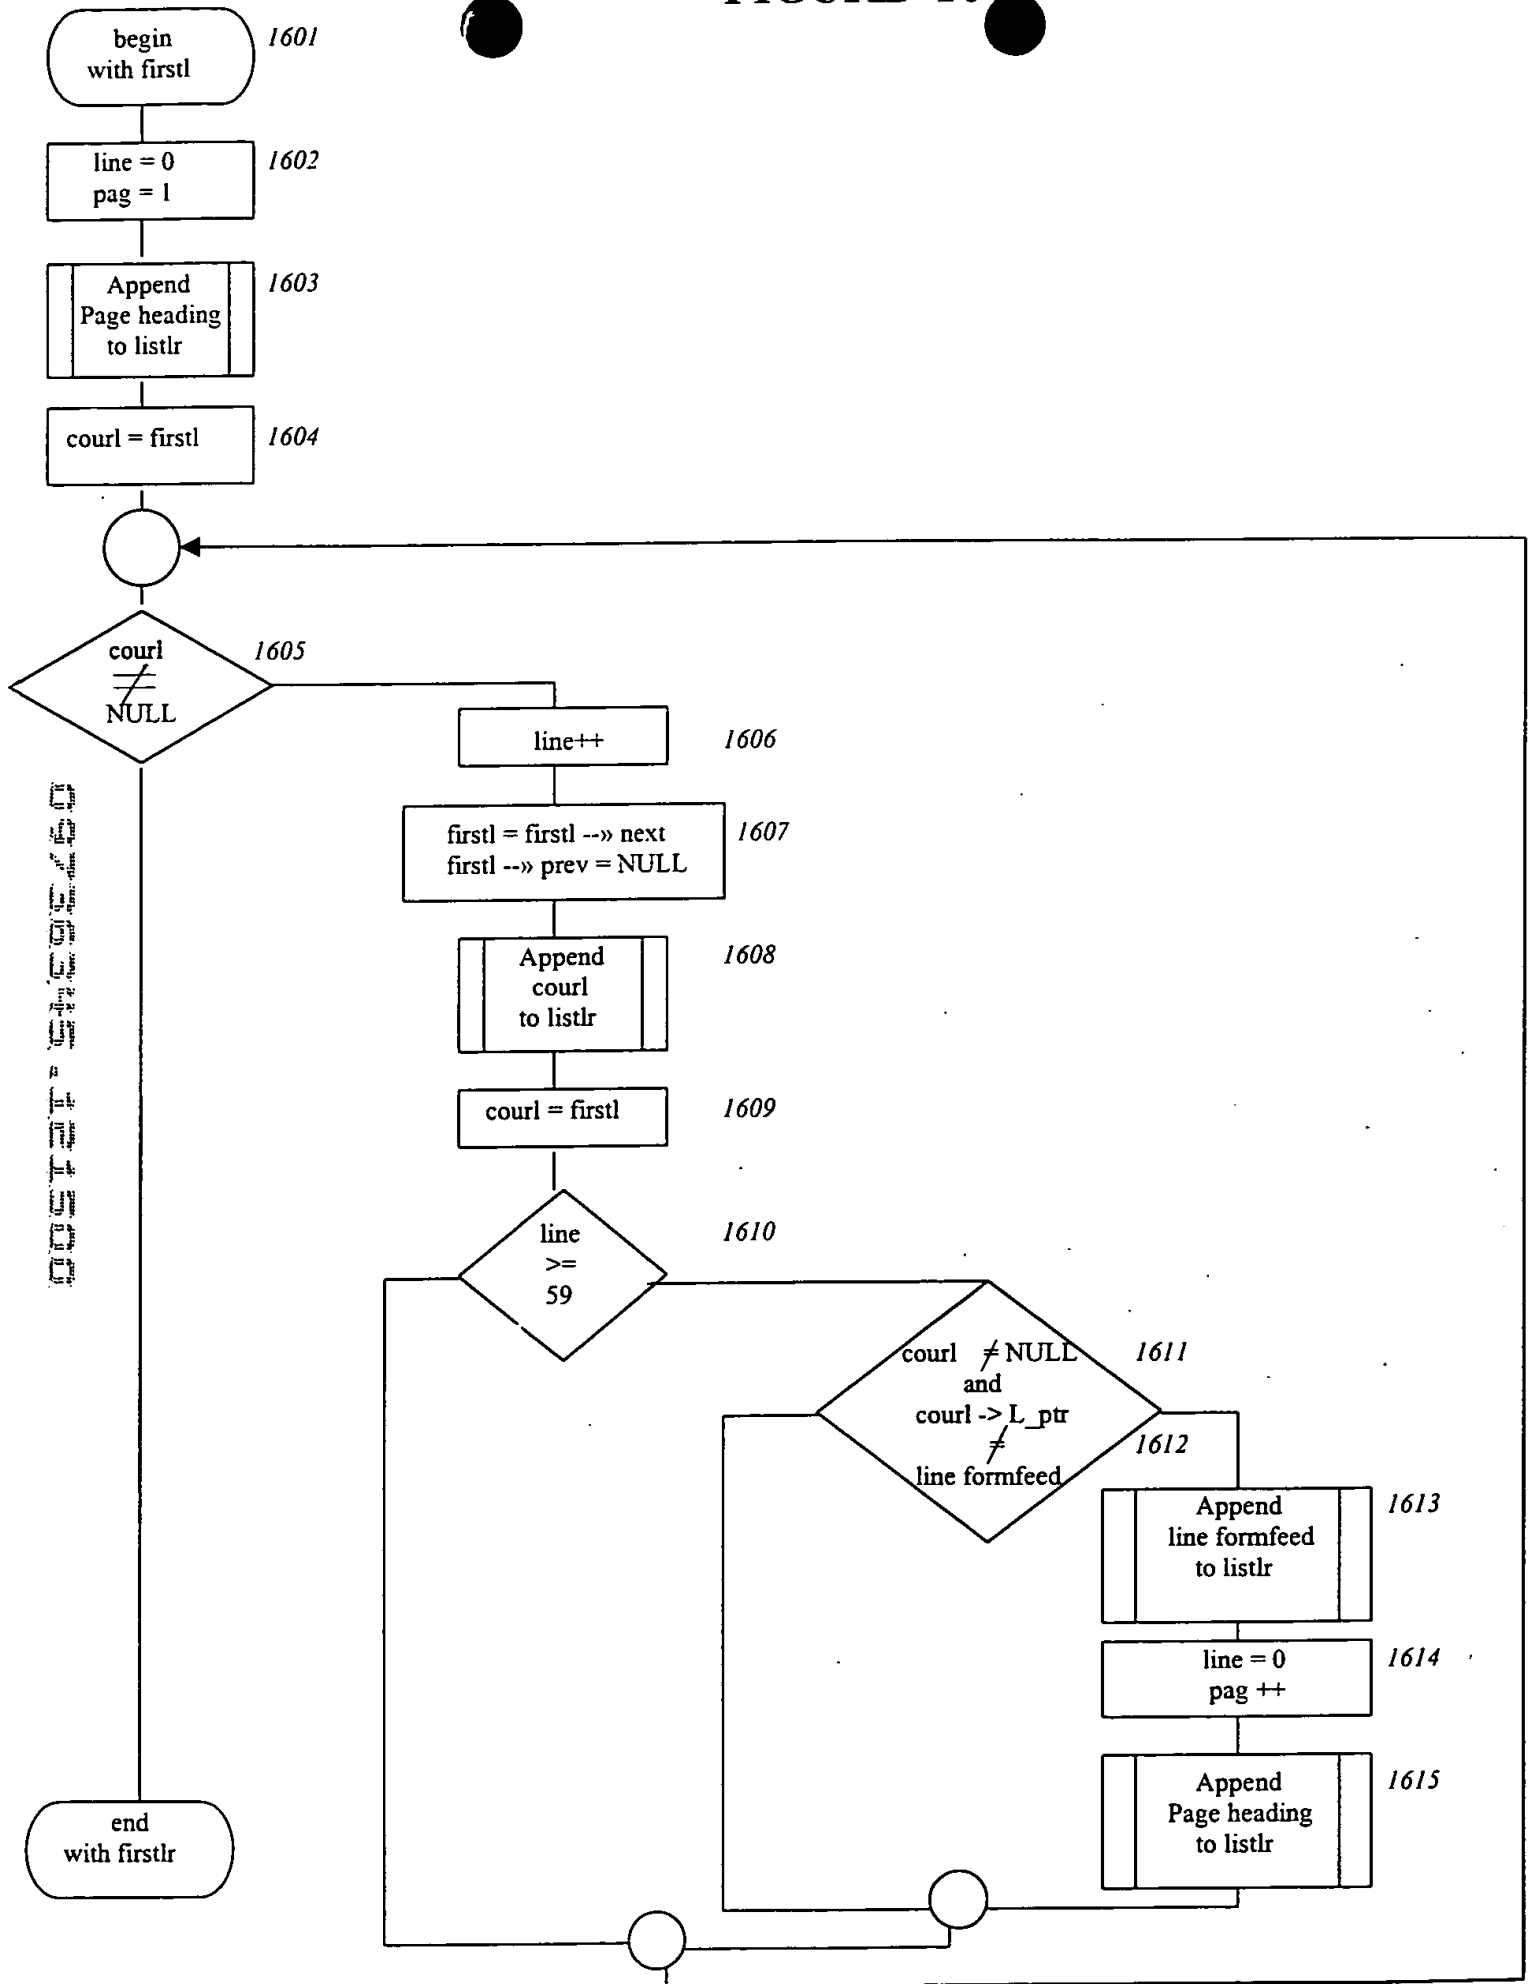 begin
with firstl
1601
line = 0
pag = 1
1602
Append
Page heading
to listlr
1603
courl = firstl
1604
courl
≠
NULL
1605
line++
1606
firstl = firstl --» next
firstl --» prev = NULL
1607
Append
courl
to listlr
1608
courl = firstl
1609
line
>=
59
1610
courl ≠ NULL
and
courl -> L_ptr
≠
line formfeed
1611
1612
Append
line formfeed
to listlr
1613
line = 0
pag ++
1614
Append
Page heading
to listlr
1615
end
with firstlr